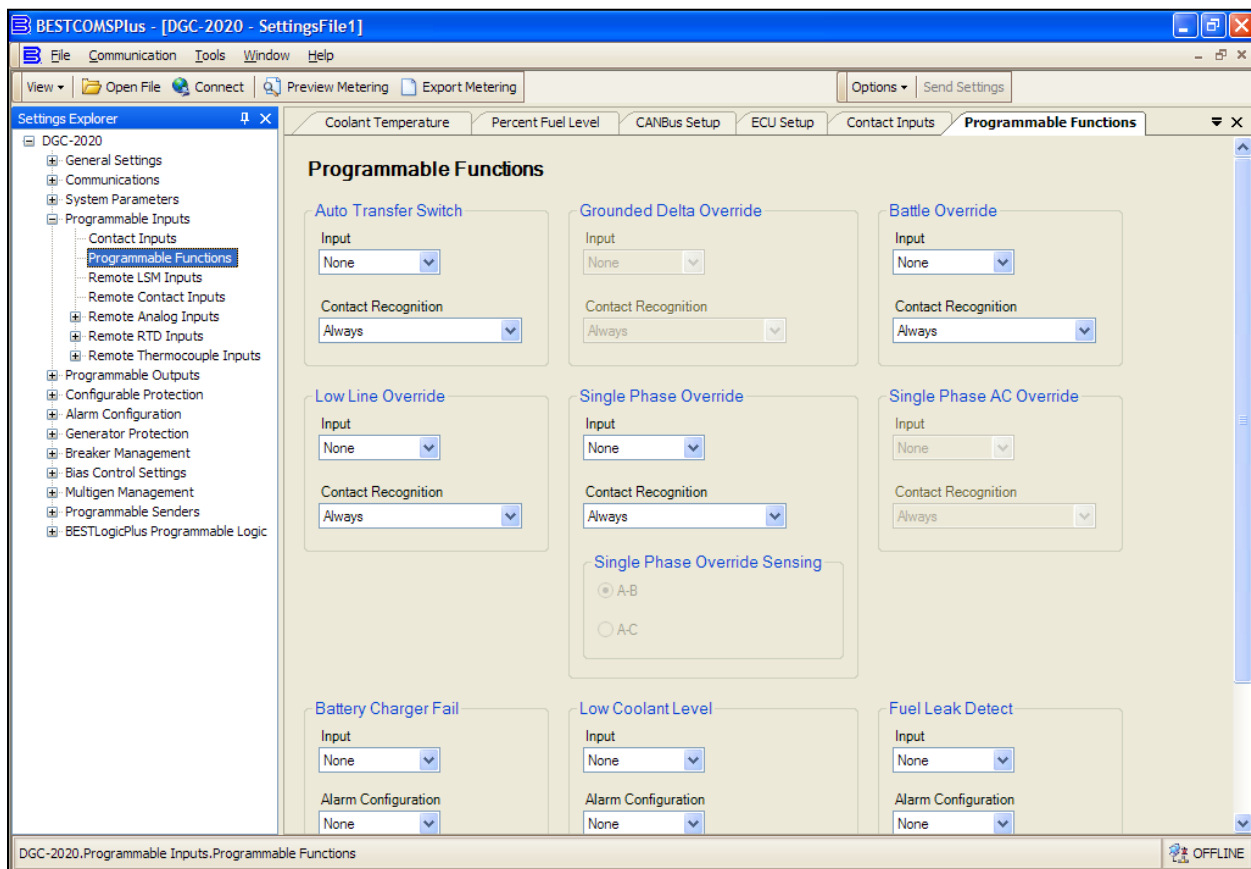 BESTCOMSPlus - [DGC-2020 - SettingsFile1]
File Communication Tools Window Help
View Open File Connect Preview Metering Export Metering Options Send Settings
Settings Explorer
DGC-2020
General Settings
Communications
System Parameters
Programmable Inputs
Contact Inputs
Programmable Functions
Remote LSM Inputs
Remote Contact Inputs
Remote Analog Inputs
Remote RTD Inputs
Remote Thermocouple Inputs
Programmable Outputs
Configurable Protection
Alarm Configuration
Generator Protection
Breaker Management
Bias Control Settings
Multigen Management
Programmable Senders
BESTLogicPlus Programmable Logic
Coolant Temperature Percent Fuel Level CANBus Setup ECU Setup Contact Inputs Programmable Functions
Programmable Functions
Auto Transfer Switch
Input
None
Contact Recognition
Always
Grounded Delta Override
Input
None
Contact Recognition
Always
Battle Override
Input
None
Contact Recognition
Always
Low Line Override
Input
None
Contact Recognition
Always
Single Phase Override
Input
None
Contact Recognition
Always
Single Phase Override Sensing
A-B
A-C
Single Phase AC Override
Input
None
Contact Recognition
Always
Battery Charger Fail
Input
None
Alarm Configuration
None
Low Coolant Level
Input
None
Alarm Configuration
None
Fuel Leak Detect
Input
None
Alarm Configuration
None
DGC-2020.Programmable Inputs.Programmable Functions
OFFLINE